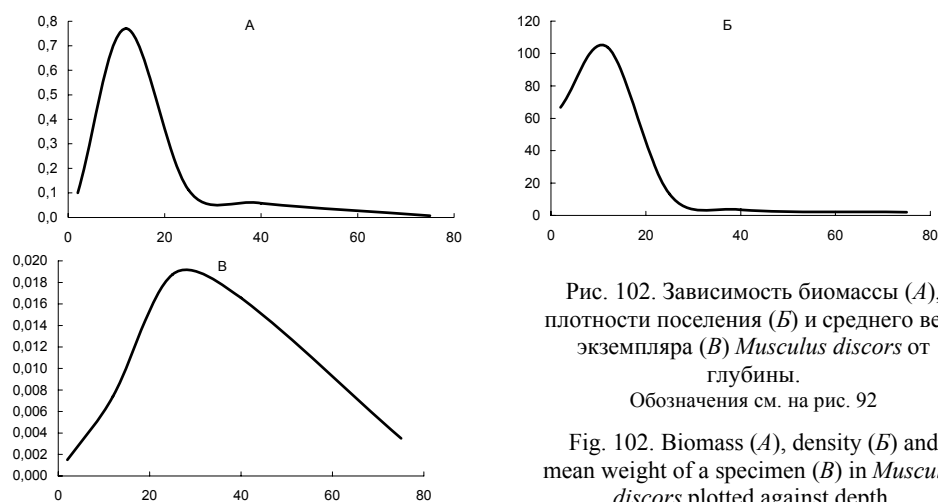 А
0,8
0,7
0,6
0,5
0,4
0,3
0,2
0,1
0,0
0 20 40 60 80
Б
120
100
80
60
40
20
0
0 20 40 60 80
В
0,020
0,018
0,016
0,014
0,012
0,010
0,008
0,006
0,004
0,002
0,000
0 20 40 60 80
Рис. 102. Зависимость биомассы (А),
плотности поселения (Б) и среднего ве
экземпляра (В) Musculus discors от
глубины.
Обозначения см. на рис. 92
Fig. 102. Biomass (А), density (Б) and
mean weight of a specimen (В) in Muscul
discors plotted against depth